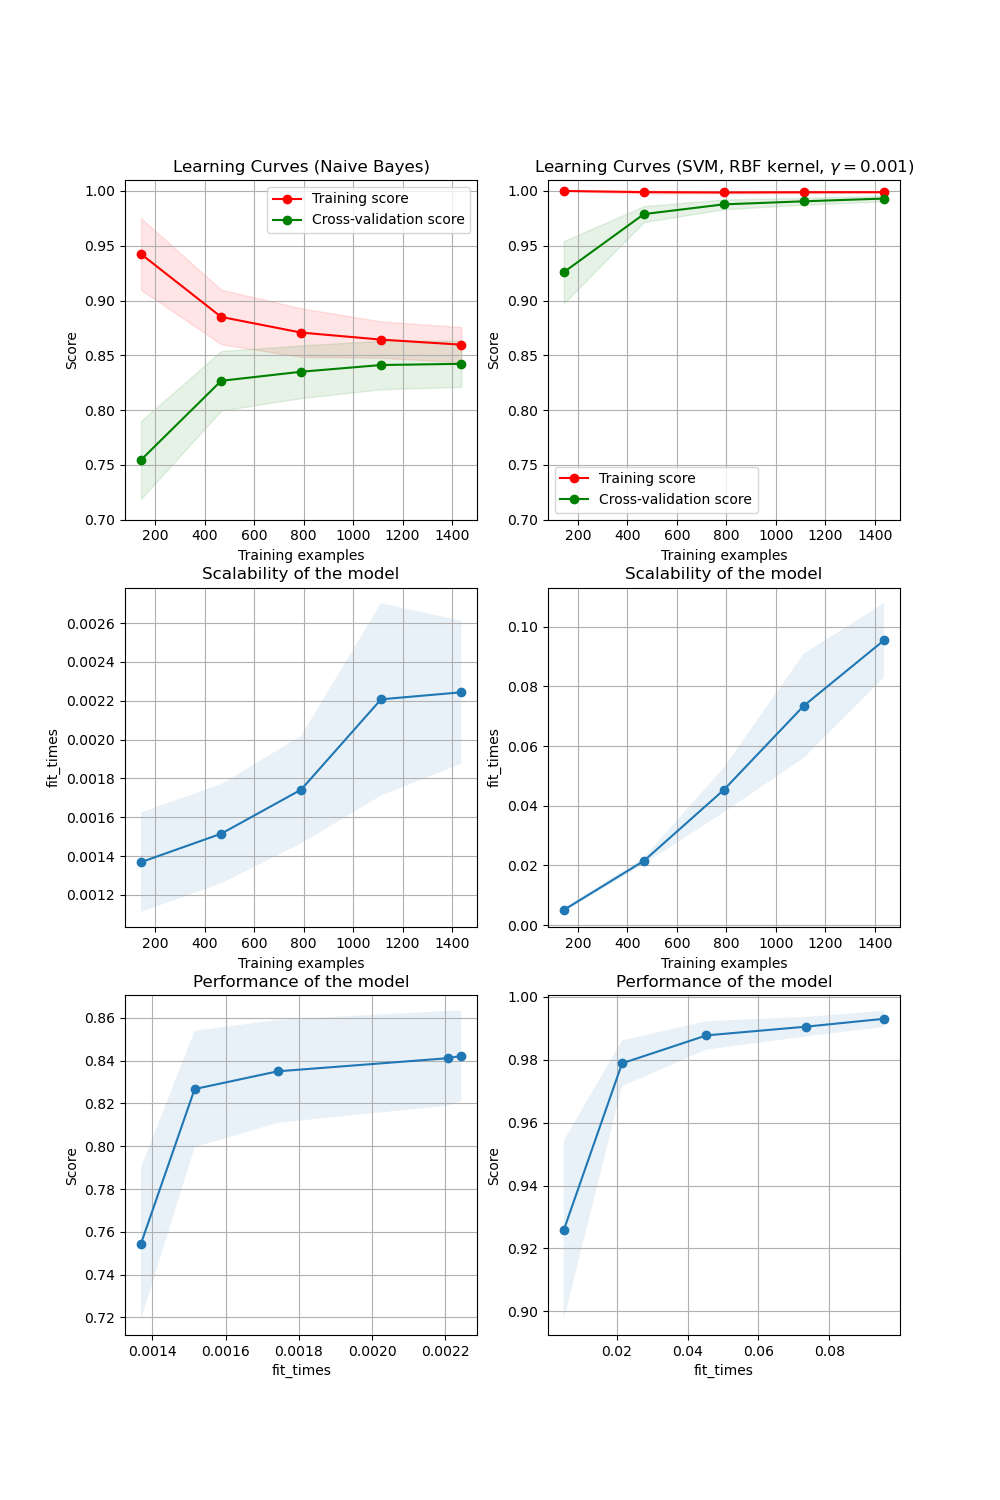 Learning Curves (Naive Bayes)
1.00
0.95
0.90
0.85
0.80
0.75
0.70
Score
Training score
Cross-validation score
200 400 600 800 1000 1200 1400
Training examples
Learning Curves (SVM, RBF kernel, γ = 0.001)
1.00
0.95
0.90
0.85
0.80
0.75
0.70
Score
Training score
Cross-validation score
200 400 600 800 1000 1200 1400
Training examples
Scalability of the model
0.0026
0.0024
0.0022
0.0020
0.0018
0.0016
0.0014
0.0012
fit_times
200 400 600 800 1000 1200 1400
Training examples
Scalability of the model
0.10
0.08
0.06
0.04
0.02
0.00
fit_times
200 400 600 800 1000 1200 1400
Training examples
Performance of the model
0.86
0.84
0.82
0.80
0.78
0.76
0.74
0.72
Score
0.0014 0.0016 0.0018 0.0020 0.0022
fit_times
Performance of the model
1.00
0.98
0.96
0.94
0.92
0.90
Score
0.02 0.04 0.06 0.08
fit_times